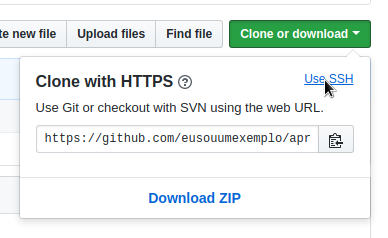 te new file Upload files Find file Clone or download
Clone with HTTPS ? Use SSH
Use Git or checkout with SVN using the web URL.
https://github.com/eusouumexemplo/apr
Download ZIP